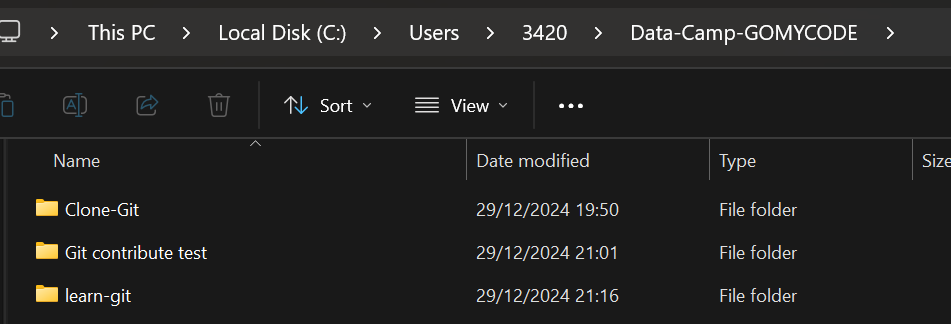 This PC Local Disk (C:) Users 3420 Data-Camp-GOMYCODE
Sort View
Name Date modified Type Size
Clone-Git 29/12/2024 19:50 File folder
Git contribute test 29/12/2024 21:01 File folder
learn-git 29/12/2024 21:16 File folder